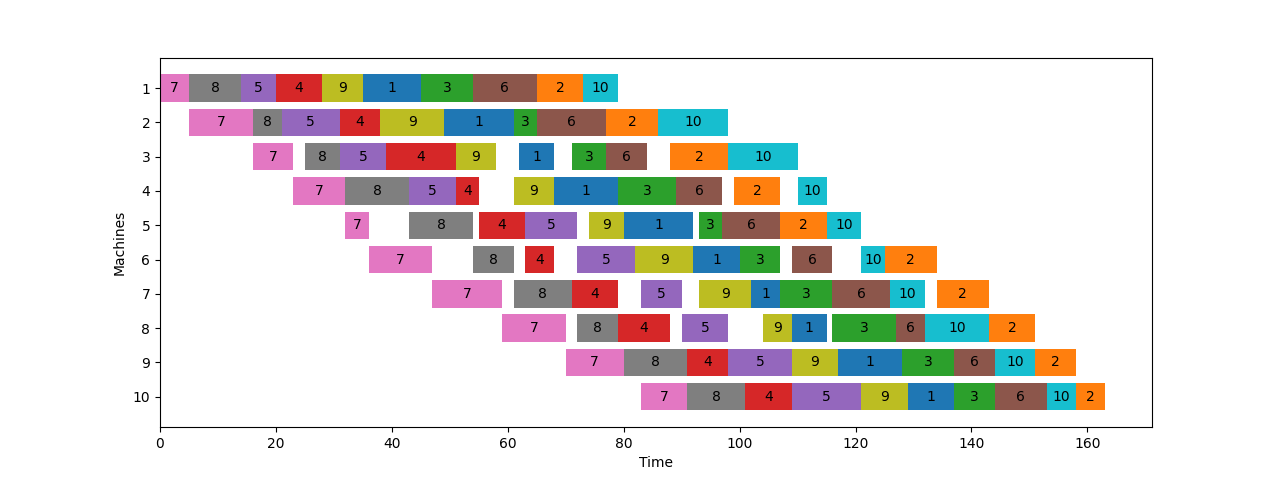 1 7 8 5 4 9 1 3 6 2 10
2 7 8 5 4 9 1 3 6 2 10
3 7 8 5 4 9 1 3 6 2 10
4 7 8 5 4 9 1 3 6 2 10
5 7 8 4 5 9 1 3 6 2 10
6 7 8 4 5 9 1 3 6 10 2
7 7 8 4 5 9 1 3 6 10 2
8 7 8 4 5 9 1 3 6 10 2
9 7 8 4 5 9 1 3 6 10 2
10 7 8 4 5 9 1 3 6 10 2
Machines
0 20 40 60 80 100 120 140 160
Time